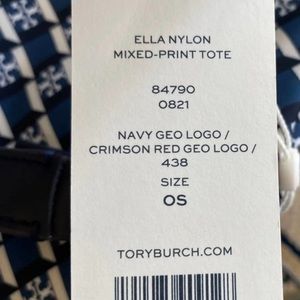 ELLA NYLON
MIXED-PRINT TOTE
84790
0821
NAVY GEO LOGO /
CRIMSON RED GEO LOGO /
438
SIZE
OS
TORYBURCH.COM